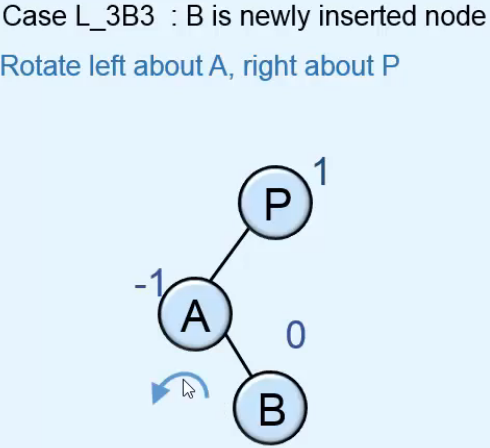 Case L_3B3 : B is newly inserted node
Rotate left about A, right about P
P 1
-1
A
0
B